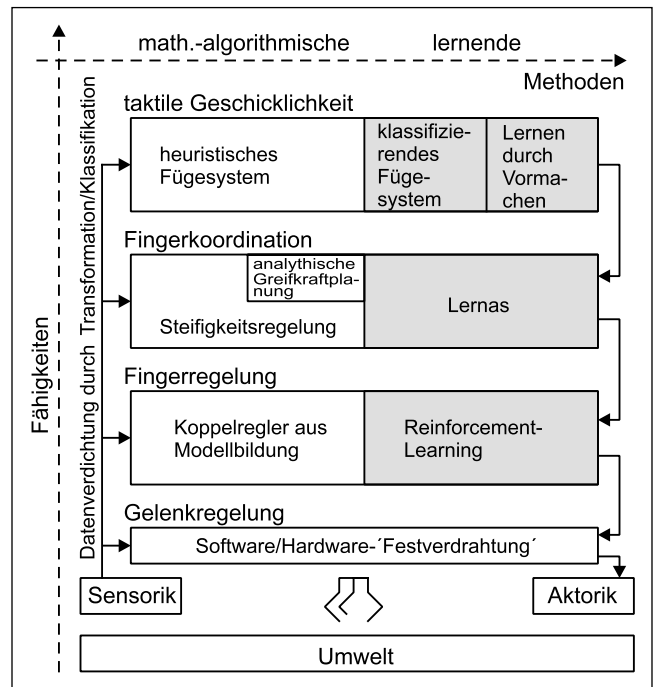 math.-algorithmische
lernende
Methoden
Fähigkeiten
Datenverdichtung durch Transformation/Klassifikation
taktile Geschicklichkeit
heuristisches
Fügesystem
klassifizie-
rendes
Füge-
system
Lernen
durch
Vorma-
chen
Fingerkoordination
analythische
Greifkraftpla-
nung
Steifigkeitsregelung
Lernas
Fingerregelung
Koppelregler aus
Modellbildung
Reinforcement-
Learning
Gelenkregelung
Software/Hardware-´Festverdrahtung´
Sensorik
Aktorik
Umwelt